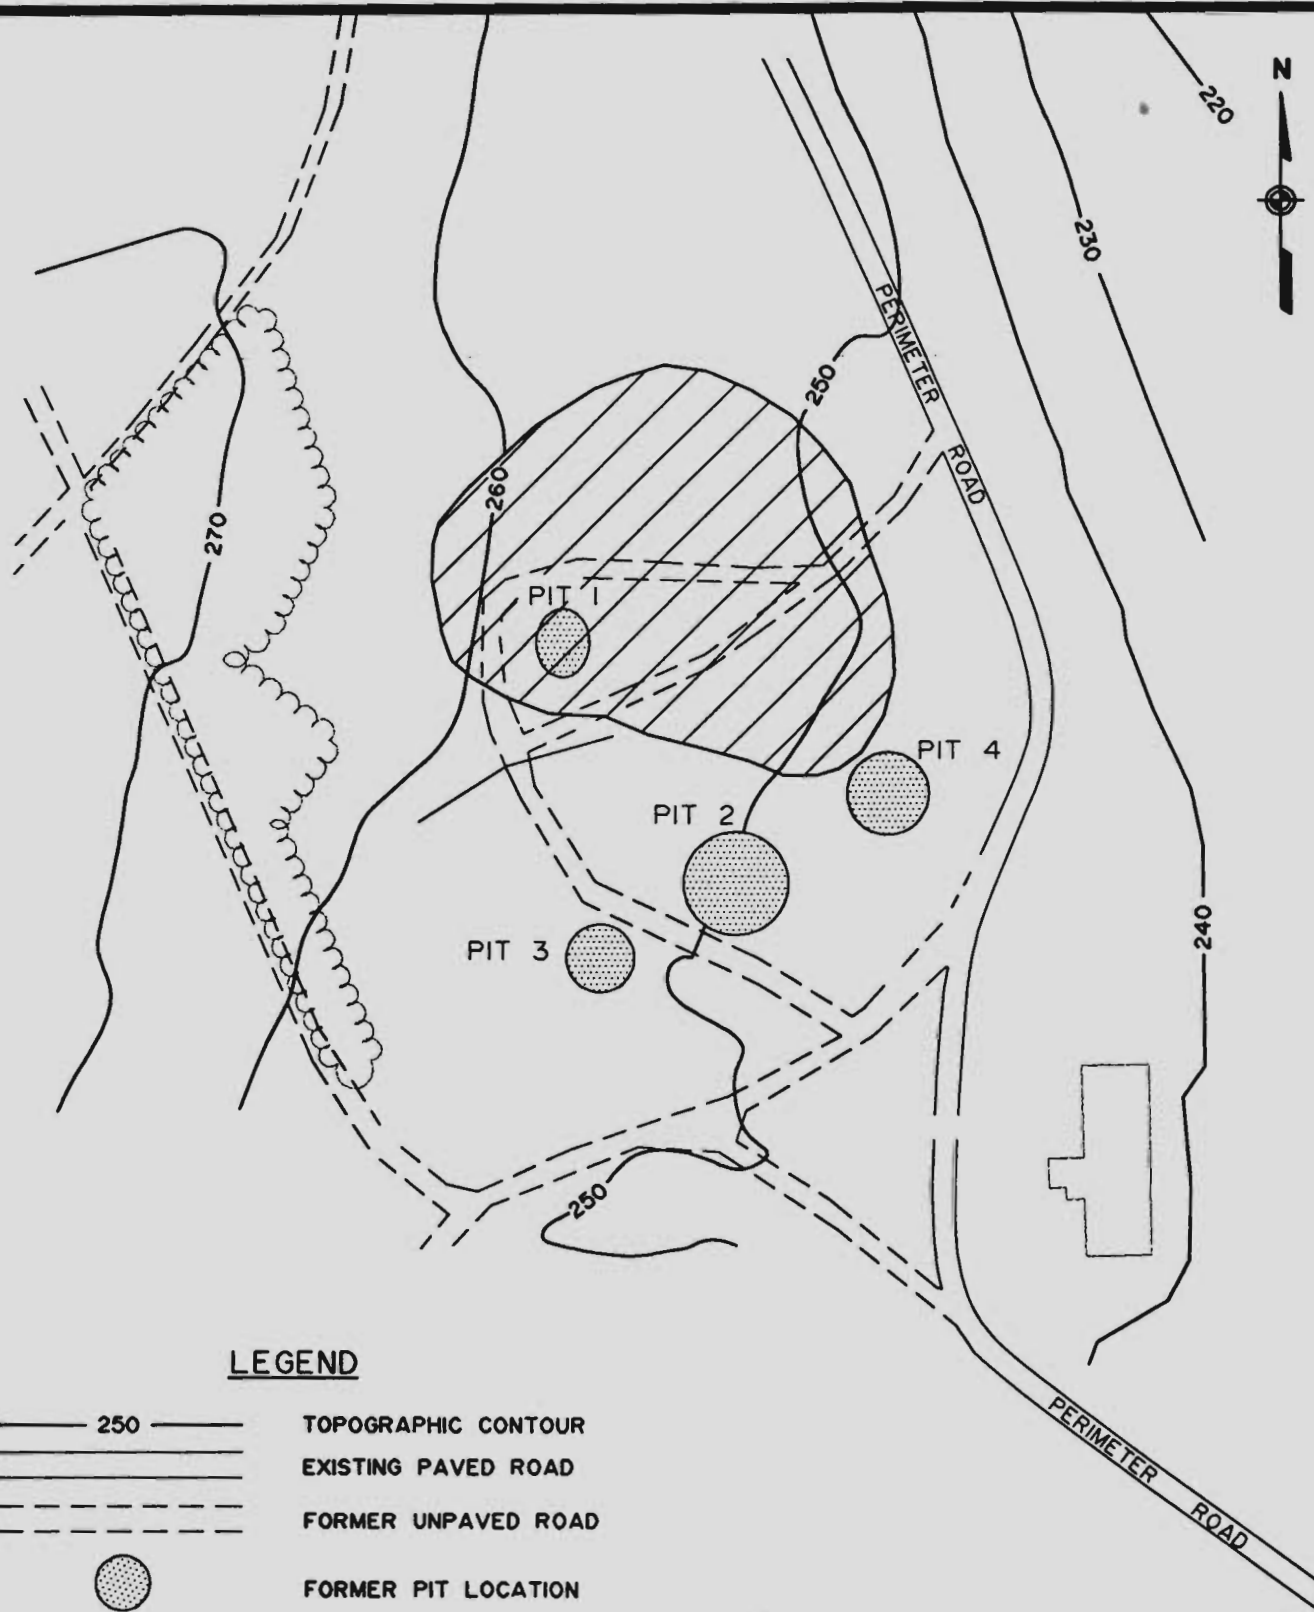 220
N
230
PERIMETER
ROAD
250
260
270
PIT 1
PIT 4
PIT 2
240
PIT 3
250
LEGEND
250 TOPOGRAPHIC CONTOUR
EXISTING PAVED ROAD
FORMER UNPAVED ROAD
FORMER PIT LOCATION
PERIMETER
ROAD